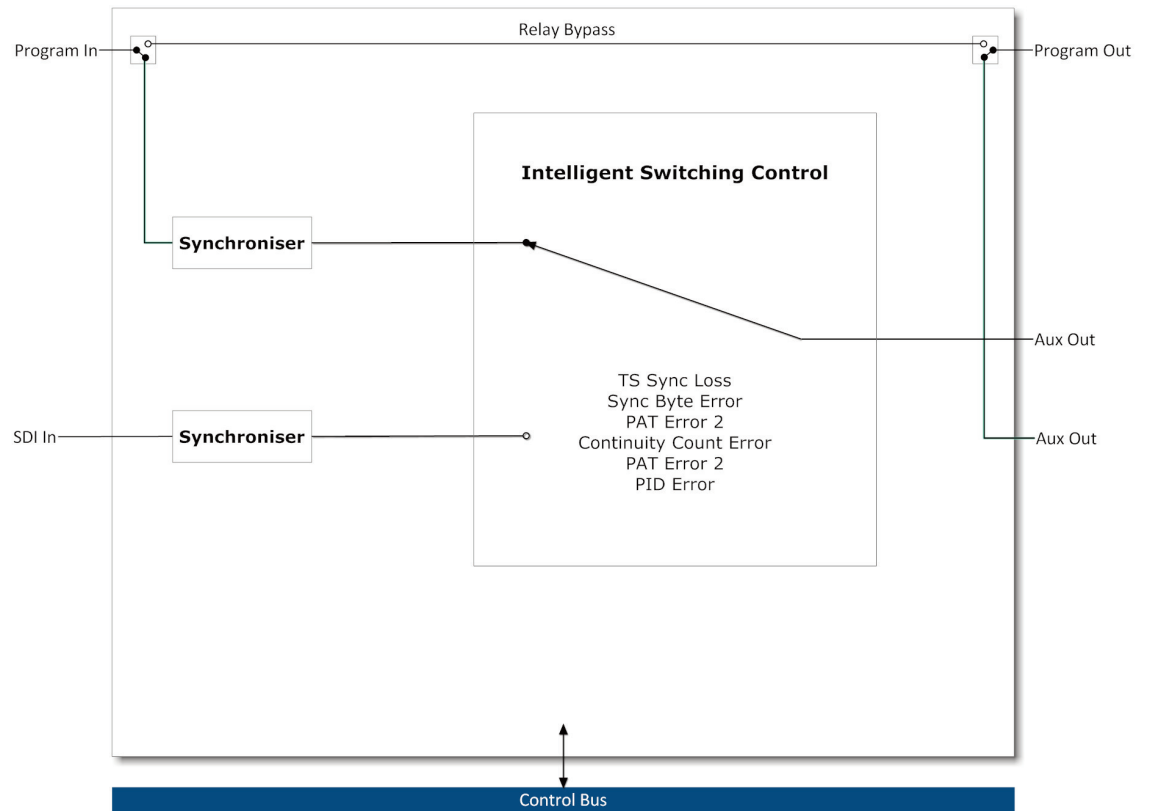 Relay Bypass
Program In
Program Out
Intelligent Switching Control
Synchroniser
Aux Out
TS Sync Loss
Sync Byte Error
PAT Error 2
Continuity Count Error
PAT Error 2
PID Error
SDI In
Synchroniser
Aux Out
Control Bus